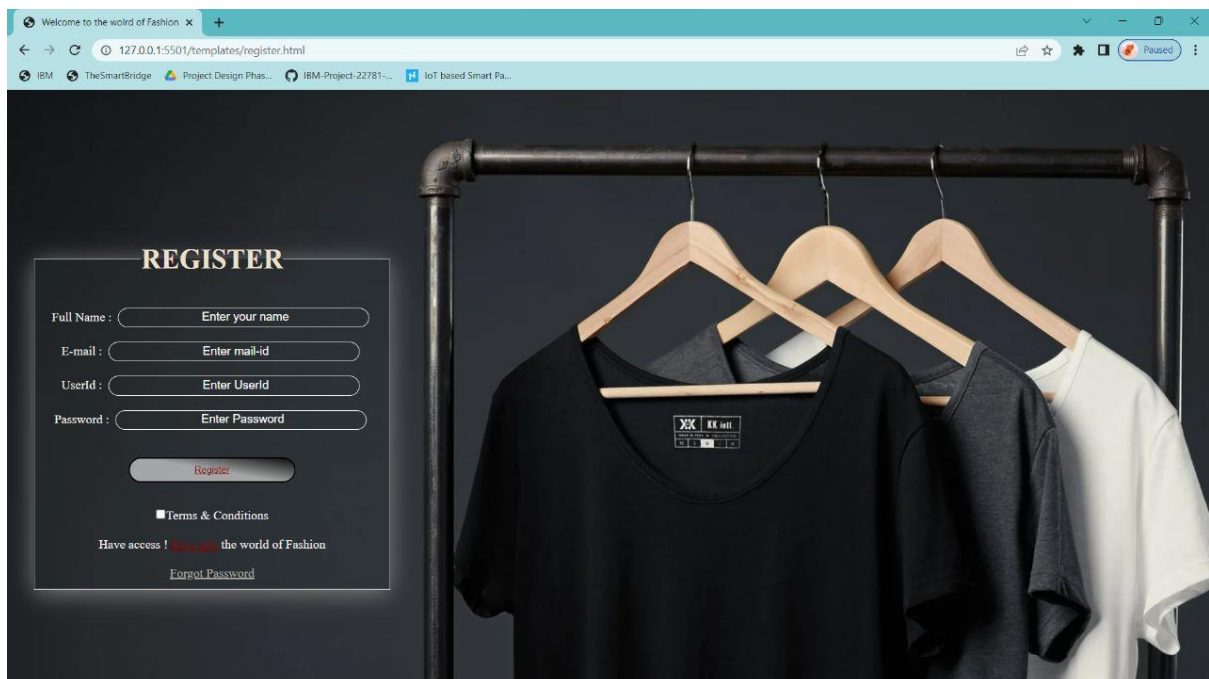 Welcome to the wolrd of Fashion
127.0.0.1:5501/templates/register.html
Paused
IBM TheSmartBridge Project Design Phas... IBM-Project-22781-... IoT based Smart Pa...
REGISTER
Full Name : Enter your name
E-mail : Enter mail-id
UserId : Enter UserId
Password : Enter Password
Register
Terms & Conditions
Have access ! the world of Fashion
Forgot Password
KK intl.